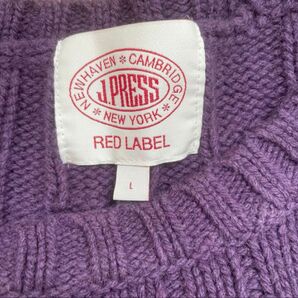 NEW HAVEN * CAMBRIDGE
J.PRESS
* NEW YORK *
RED LABEL
L